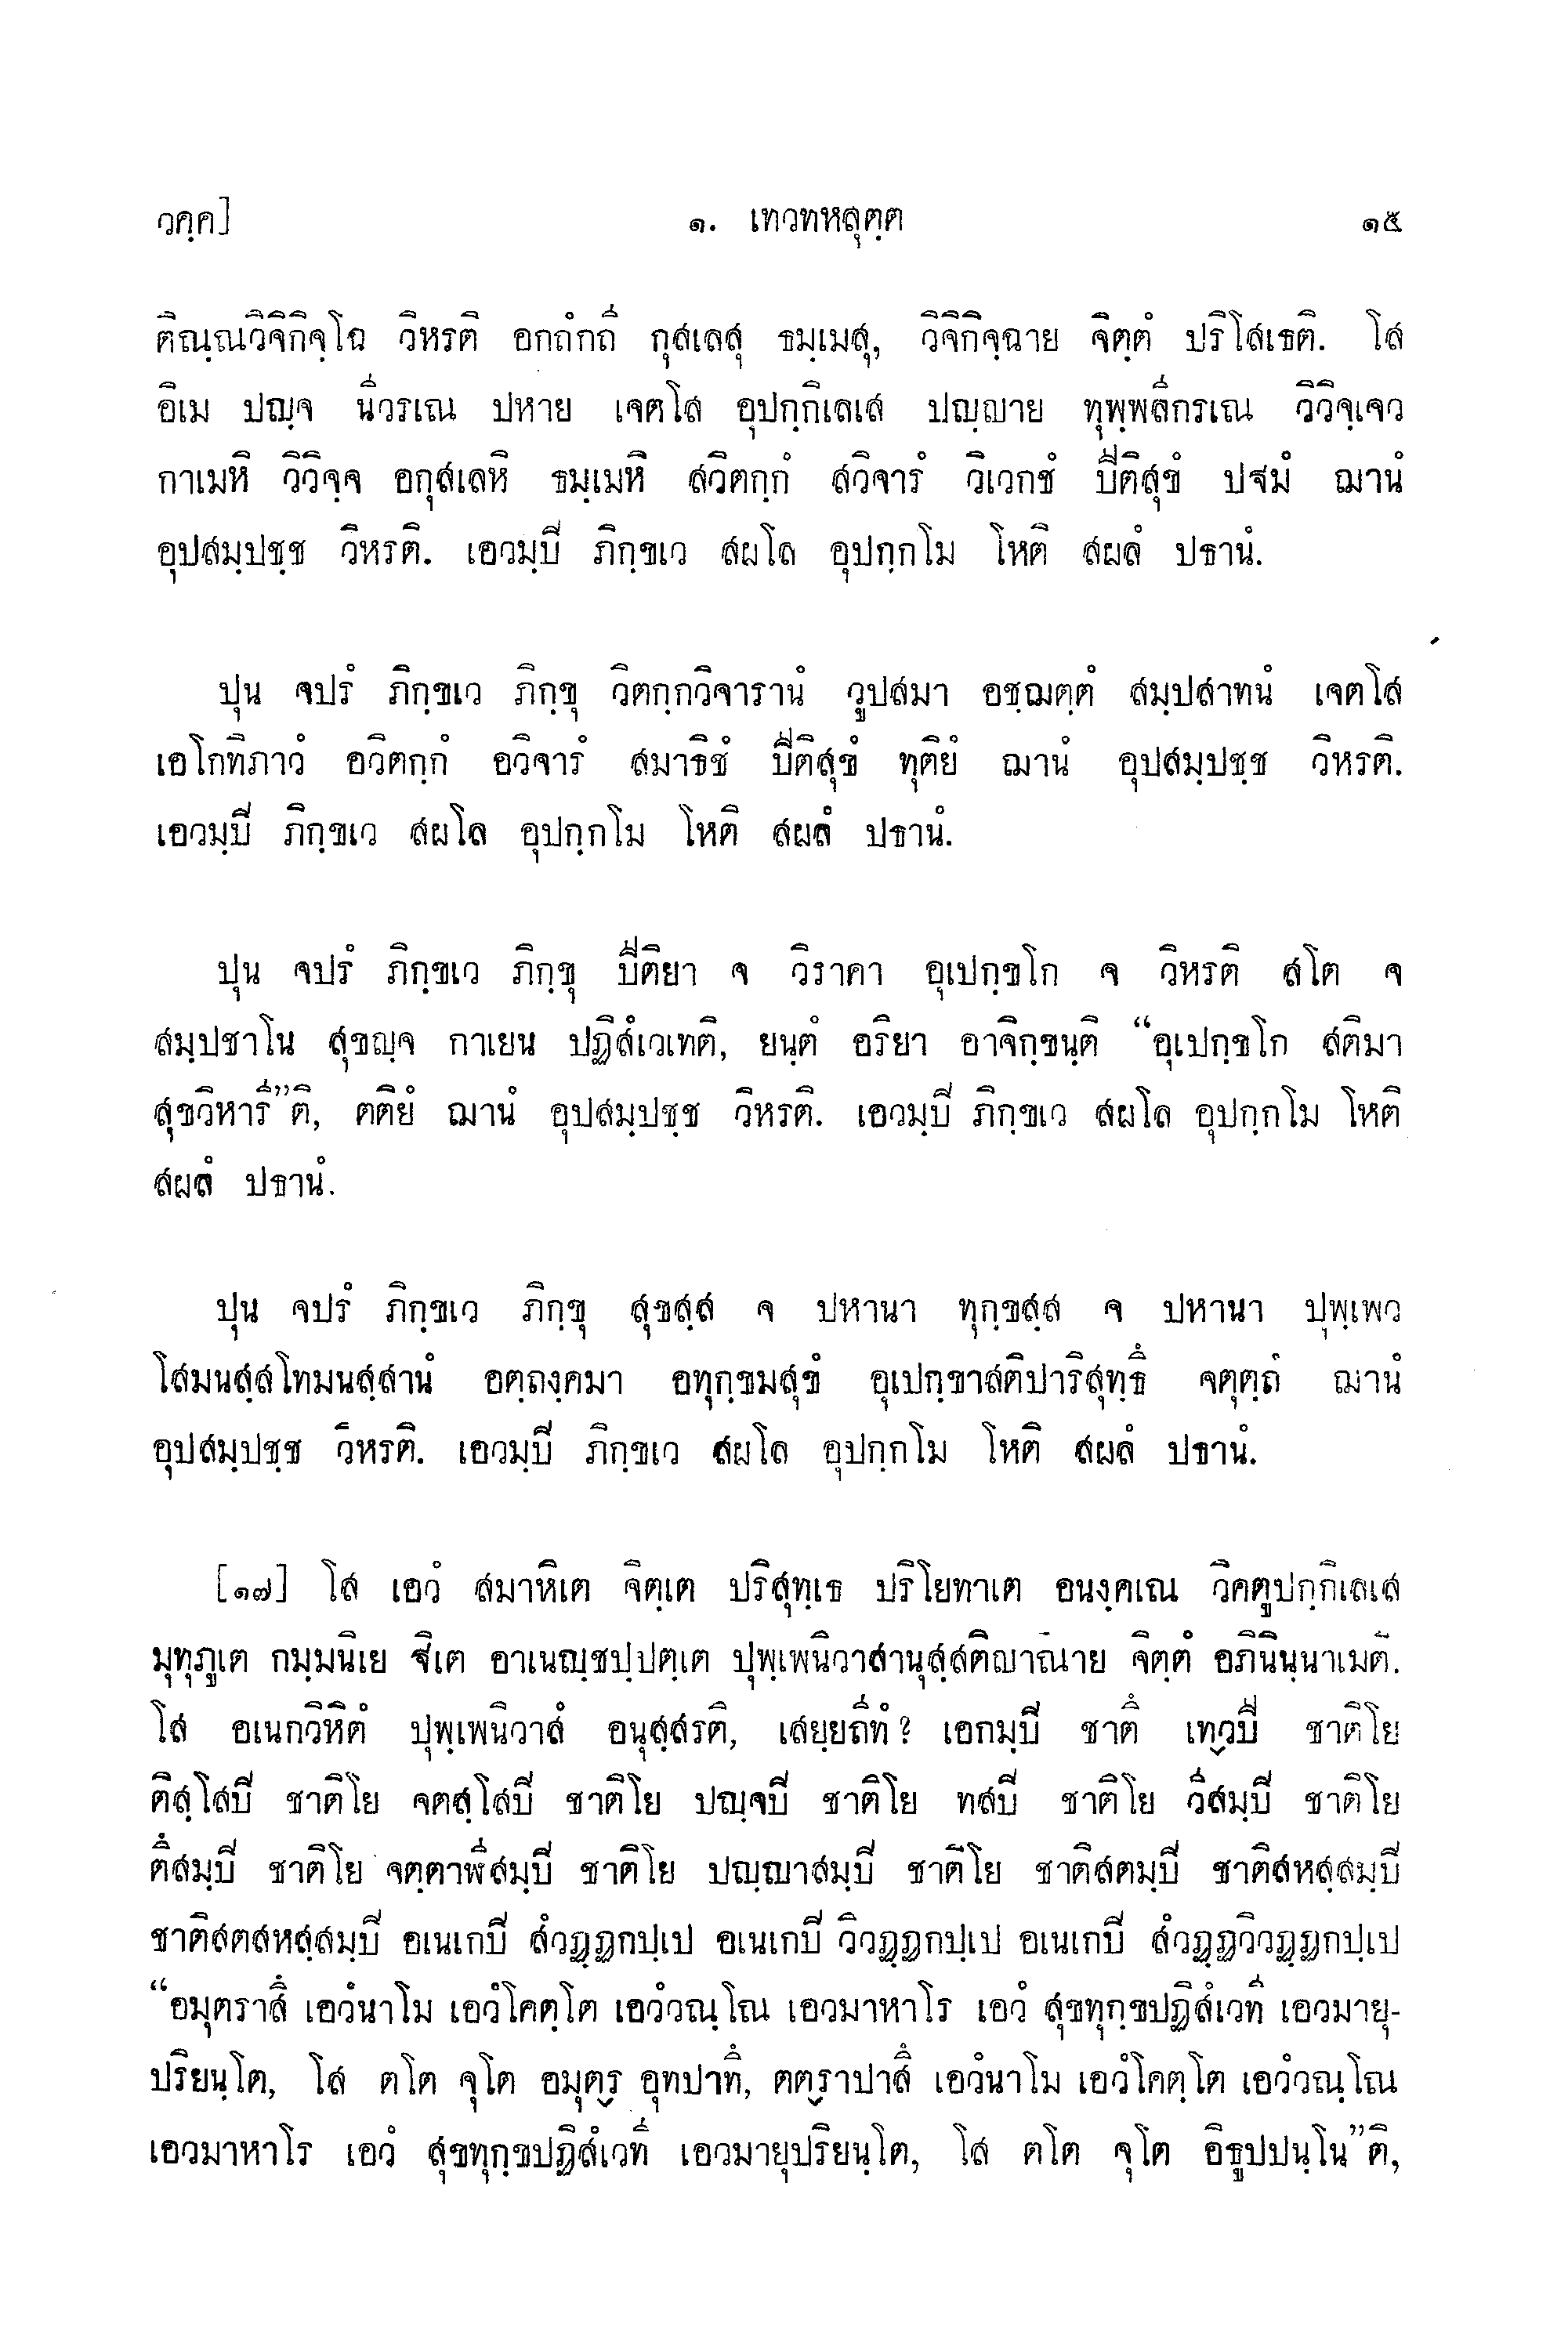 วคฺค]
๑. เทวทหสุตฺต
๑๕
ติณฺณวิจิกิจฺโฉ วิหรติ อกถํกถี กุสเลสุ ธมฺเมสุ, วิจิกิจฺฉาย จิตฺตํ ปริโสเธติ. โส
อิเม ปญฺจ นีวรเณ ปหาย เจตโส อุปกฺกิเลเส ปญฺญาย ทุพฺพลีกรเณ วิวิจฺเจว
กาเมหิ วิวิจฺจ อกุสเลหิ ธมฺเมหิ สวิตกฺกํ สวิจารํ วิเวกชํ ปีติสุขํ ปฐมํ ฌานํ
อุปสมฺปชฺช วิหรติ. เอวมฺปิ ภิกฺขเว สผโล อุปกฺกโม โหติ สผลํ ปธานํ.
ปุน จปรํ ภิกฺขเว ภิกฺขุ วิตกฺกวิจารานํ วูปสมา อชฺฌตฺตํ สมฺปสาทนํ เจตโส
เอโกทิภาวํ อวิตกฺกํ อวิจารํ สมาธิชํ ปีติสุขํ ทุติยํ ฌานํ อุปสมฺปชฺช วิหรติ.
เอวมฺปิ ภิกฺขเว สผโล อุปกฺกโม โหติ สผลํ ปธานํ.
ปุน จปรํ ภิกฺขเว ภิกฺขุ ปีติยา จ วิราคา อุเปกฺขโก จ วิหรติ สโต จ
สมฺปชาโน สุขญฺจ กาเยน ปฏิสํเวเทติ, ยนฺตํ อริยา อาจิกฺขนฺติ “อุเปกฺขโก สติมา
สุขวิหารี”ติ, ตติยํ ฌานํ อุปสมฺปชฺช วิหรติ. เอวมฺปิ ภิกฺขเว สผโล อุปกฺกโม โหติ
สผลํ ปธานํ.
ปุน จปรํ ภิกฺขเว ภิกฺขุ สุขสฺส จ ปหานา ทุกฺขสฺส จ ปหานา ปุพฺเพว
โสมนสฺสโทมนสฺสานํ อตฺถงฺคมา อทุกฺขมสุขํ อุเปกฺขาสติปาริสุทฺธึ จตุตฺถํ ฌานํ
อุปสมฺปชฺช วิหรติ. เอวมฺปิ ภิกฺขเว สผโล อุปกฺกโม โหติ สผลํ ปธานํ.
[๑๗] โส เอวํ สมาหิเต จิตฺเต ปริสุทฺเธ ปริโยทาเต อนงฺคเณ วิคตูปกฺกิเลเส
มุทุภูเต กมฺมนิเย ฐิเต อาเนญฺชปฺปตฺเต ปุพฺเพนิวาสานุสฺสติญาณาย จิตฺตํ อภินินฺนาเมติ.
โส อเนกวิหิตํ ปุพฺเพนิวาสํ อนุสฺสรติ, เสยฺยถีทํ? เอกมฺปิ ชาตึ เทฺวปิ ชาติโย
ติสฺโสปิ ชาติโย จตสฺโสปิ ชาติโย ปญฺจปิ ชาติโย ทสปิ ชาติโย วีสมฺปิ ชาติโย
ตึสมฺปิ ชาติโย จตฺตาฬีสมฺปิ ชาติโย ปญฺญาสมฺปิ ชาติโย ชาติสตมฺปิ ชาติสหสฺสมฺปิ
ชาติสตสหสฺสมฺปิ อเนเกปิ สํวฏฺฏกปฺเป อเนเกปิ วิวฏฺฏกปฺเป อเนเกปิ สํวฏฺฏวิวฏฺฏกปฺเป
“อมุตราสึ เอวํนาโม เอวํโคตฺโต เอวํวณฺโณ เอวมาหาโร เอวํ สุขทุกฺขปฏิสํเวที เอวมายุ-
ปริยนฺโต, โส ตโต จุโต อมุตฺร อุทปาทึ, ตตฺราปาสึ เอวํนาโม เอวํโคตฺโต เอวํวณฺโณ
เอวมาหาโร เอวํ สุขทุกฺขปฏิสํเวที เอวมายุปริยนฺโต, โส ตโต จุโต อิธูปปนฺโน”ติ,